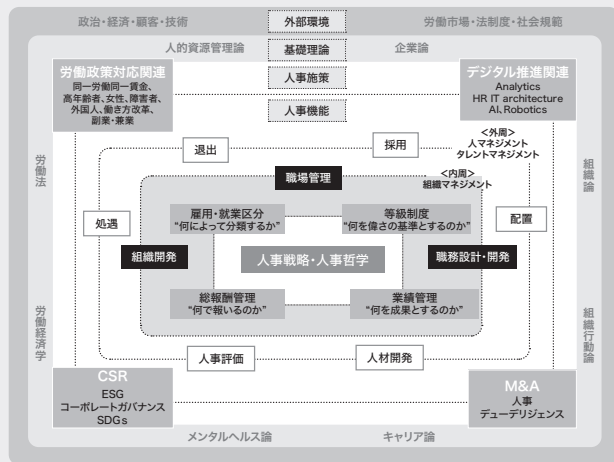 政治・経済・顧客・技術
外部環境
労働市場・法制度・社会規範
人的資源管理論
基礎理論
企業論
労働政策対応関連
同一労働同一賃金、
高年齢者、女性、障害者、
外国人、働き方改革、
副業・兼業
人事施策
人事機能
デジタル推進関連
Analytics
HR IT architecture
AI、Robotics
退出
採用
<外周>
人マネジメント
タレントマネジメント
労働法
組織論
職場管理
<内周>
組織マネジメント
処遇
雇用・就業区分
“何によって分類するか”
等級制度
“何を偉さの基準とするのか”
配置
組織開発
人事戦略・人事哲学
職務設計・開発
総報酬管理
“何で報いるのか”
業績管理
“何を成果とするのか”
労働経済学
組織行動論
人事評価
人材開発
CSR
ESG
コーポレートガバナンス
SDGs
M&A
人事
デューデリジェンス
メンタルヘルス論
キャリア論